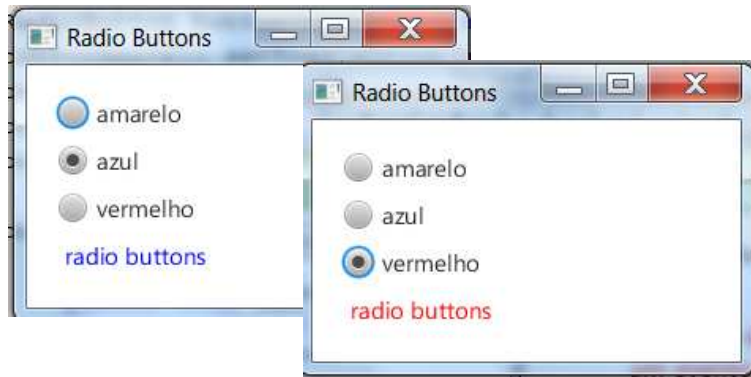 Radio Buttons
amarelo
azul
vermelho
radio buttons
Radio Buttons
amarelo
azul
vermelho
radio buttons